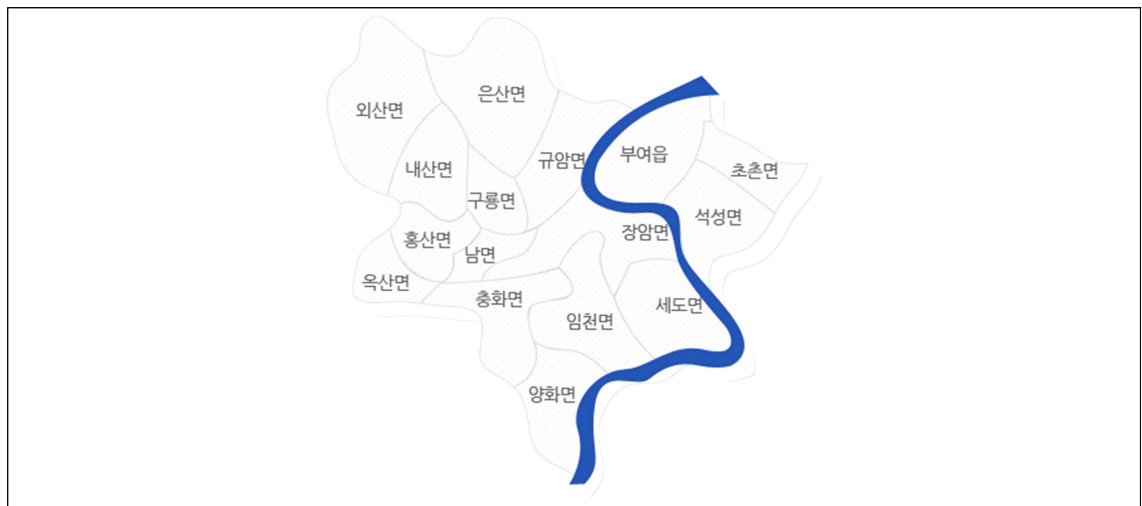 은산면
외산면
부여읍
규암면
내산면
초촌면
구룡면
석성면
장암면
홍산면
남면
옥산면
충화면
세도면
임천면
양화면